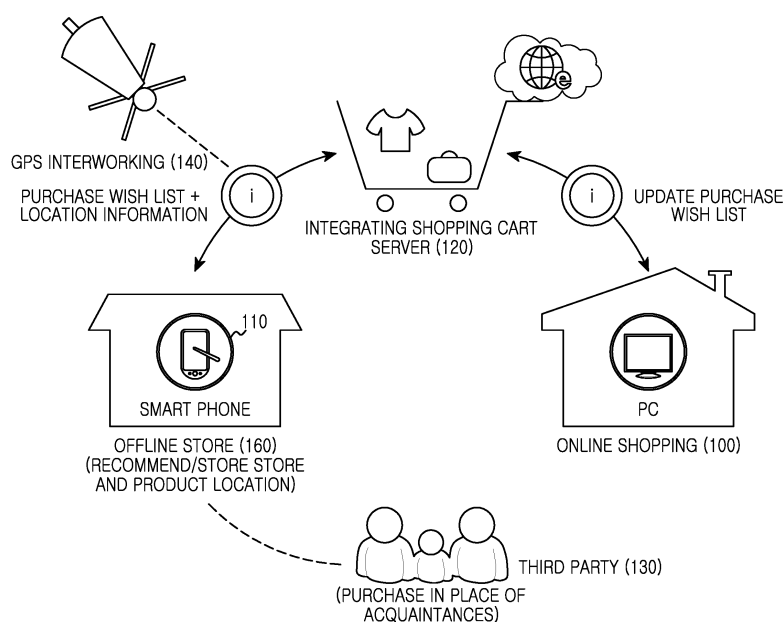 GPS INTERWORKING (140)
PURCHASE WISH LIST +
LOCATION INFORMATION
i
e
INTEGRATING SHOPPING CART
SERVER (120)
i
UPDATE PURCHASE
WISH LIST
110
SMART PHONE
OFFLINE STORE (160)
(RECOMMEND/STORE STORE
AND PRODUCT LOCATION)
PC
ONLINE SHOPPING (100)
THIRD PARTY (130)
(PURCHASE IN PLACE OF
ACQUAINTANCES)